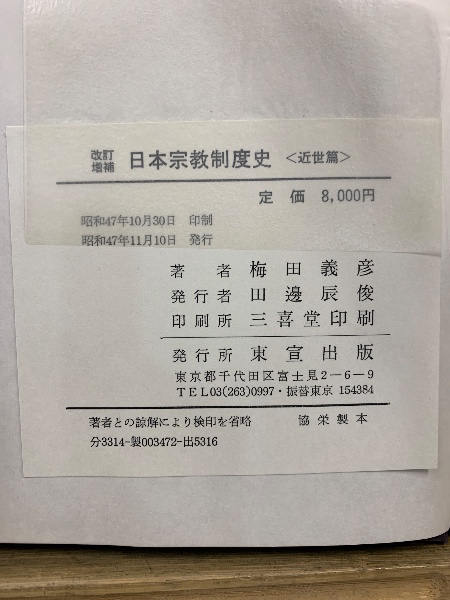 改訂増補 日本宗教制度史 <近世篇>
定価 8,000円
昭和47年10月30日 印制
昭和47年11月10日 発行
著者 梅田義彦
発行者 田邊辰俊
印刷所 三喜堂印刷
発行所 東宣出版
東京都千代田区富士見2-6-9
TEL03(263)0997・振替東京 154384
著者との諒解により検印を省略 協栄製本
分3314-製003472-出5316